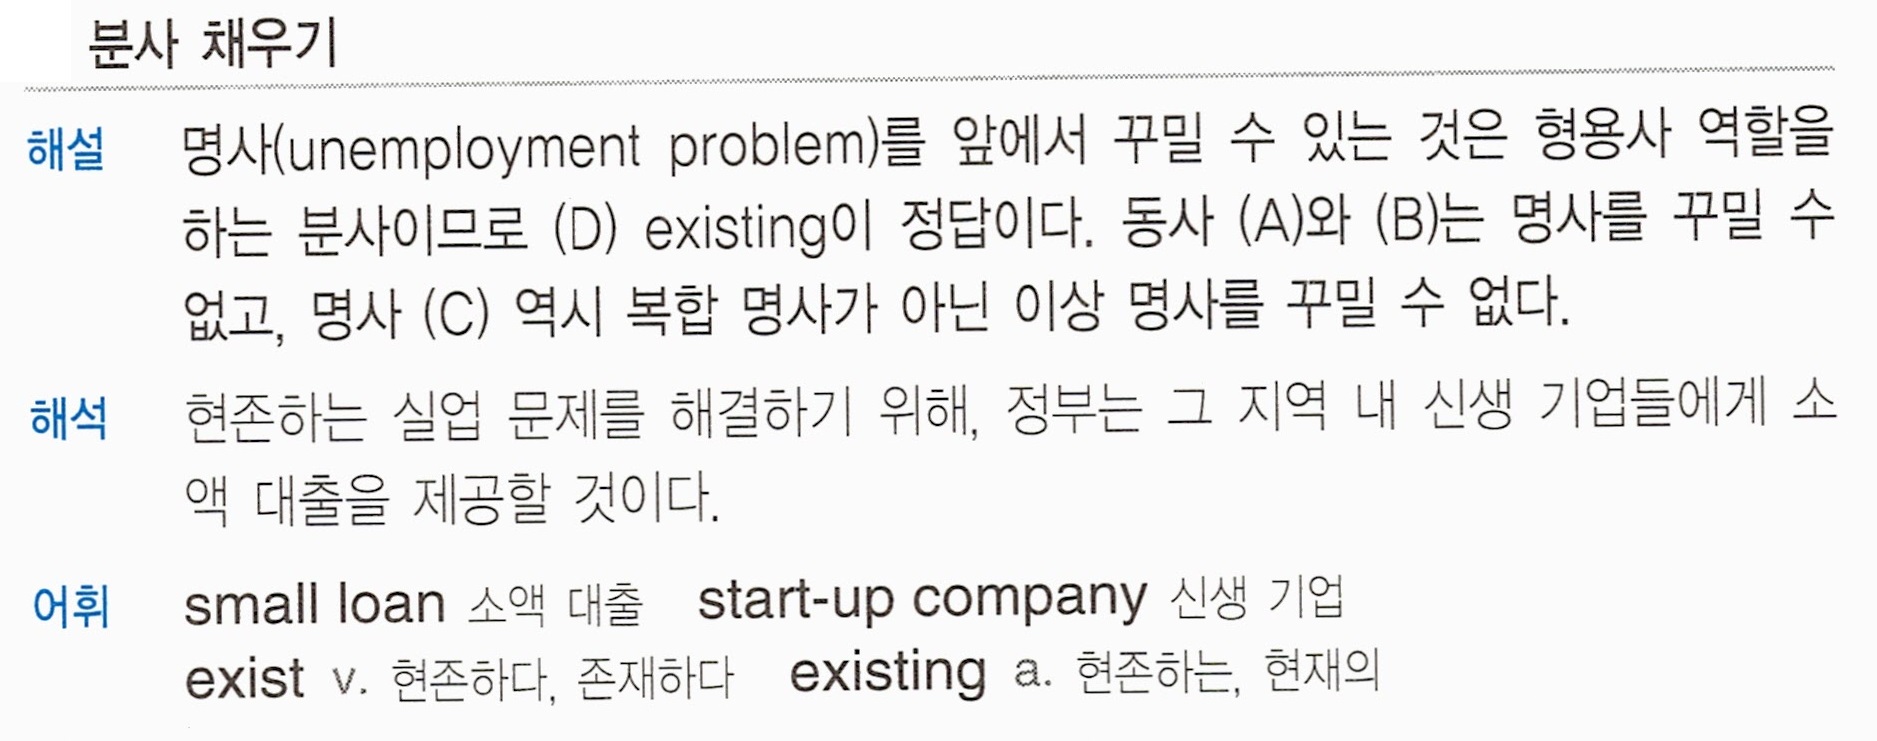 분사 채우기
해설 명사(unemployment problem)를 앞에서 꾸밀 수 있는 것은 형용사 역할을
하는 분사이므로 (D) existing이 정답이다. 동사 (A)와 (B)는 명사를 꾸밀 수
없고, 명사 (C) 역시 복합 명사가 아닌 이상 명사를 꾸밀 수 없다.
해석 현존하는 실업 문제를 해결하기 위해, 정부는 그 지역 내 신생 기업들에게 소
액 대출을 제공할 것이다.
어휘 small loan 소액 대출 start-up company 신생 기업
exist v. 현존하다, 존재하다 existing a. 현존하는, 현재의